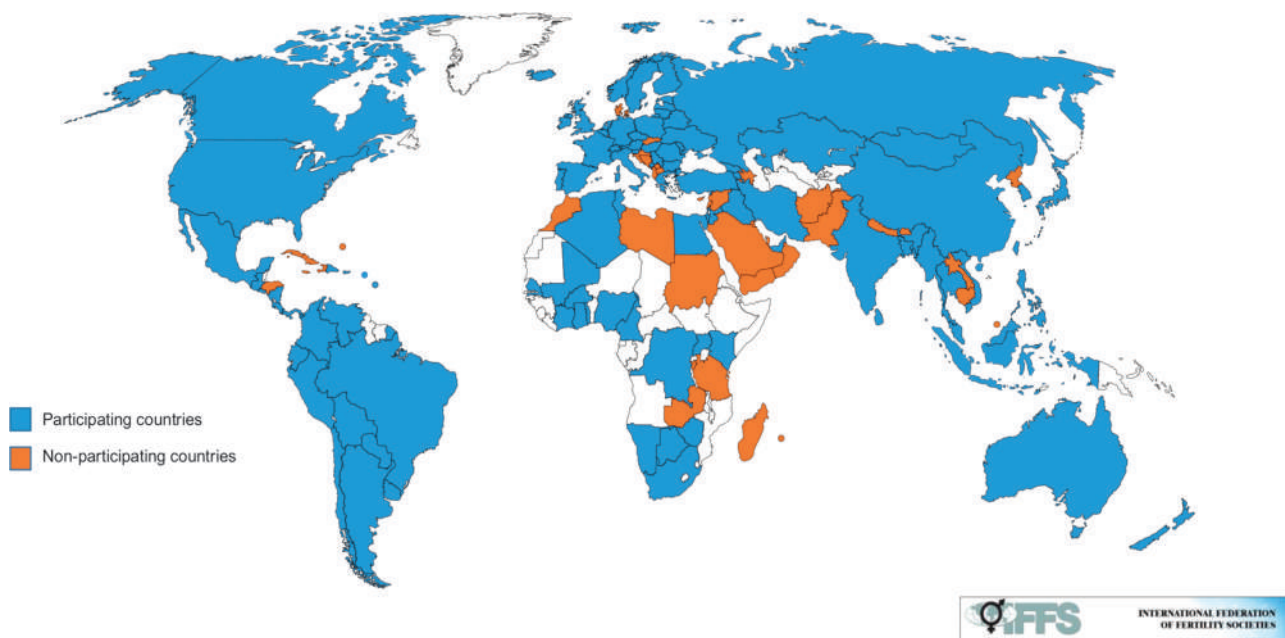 Participating countries
Non-participating countries
IFFS
INTERNATIONAL FEDERATION
OF FERTILITY SOCIETIES